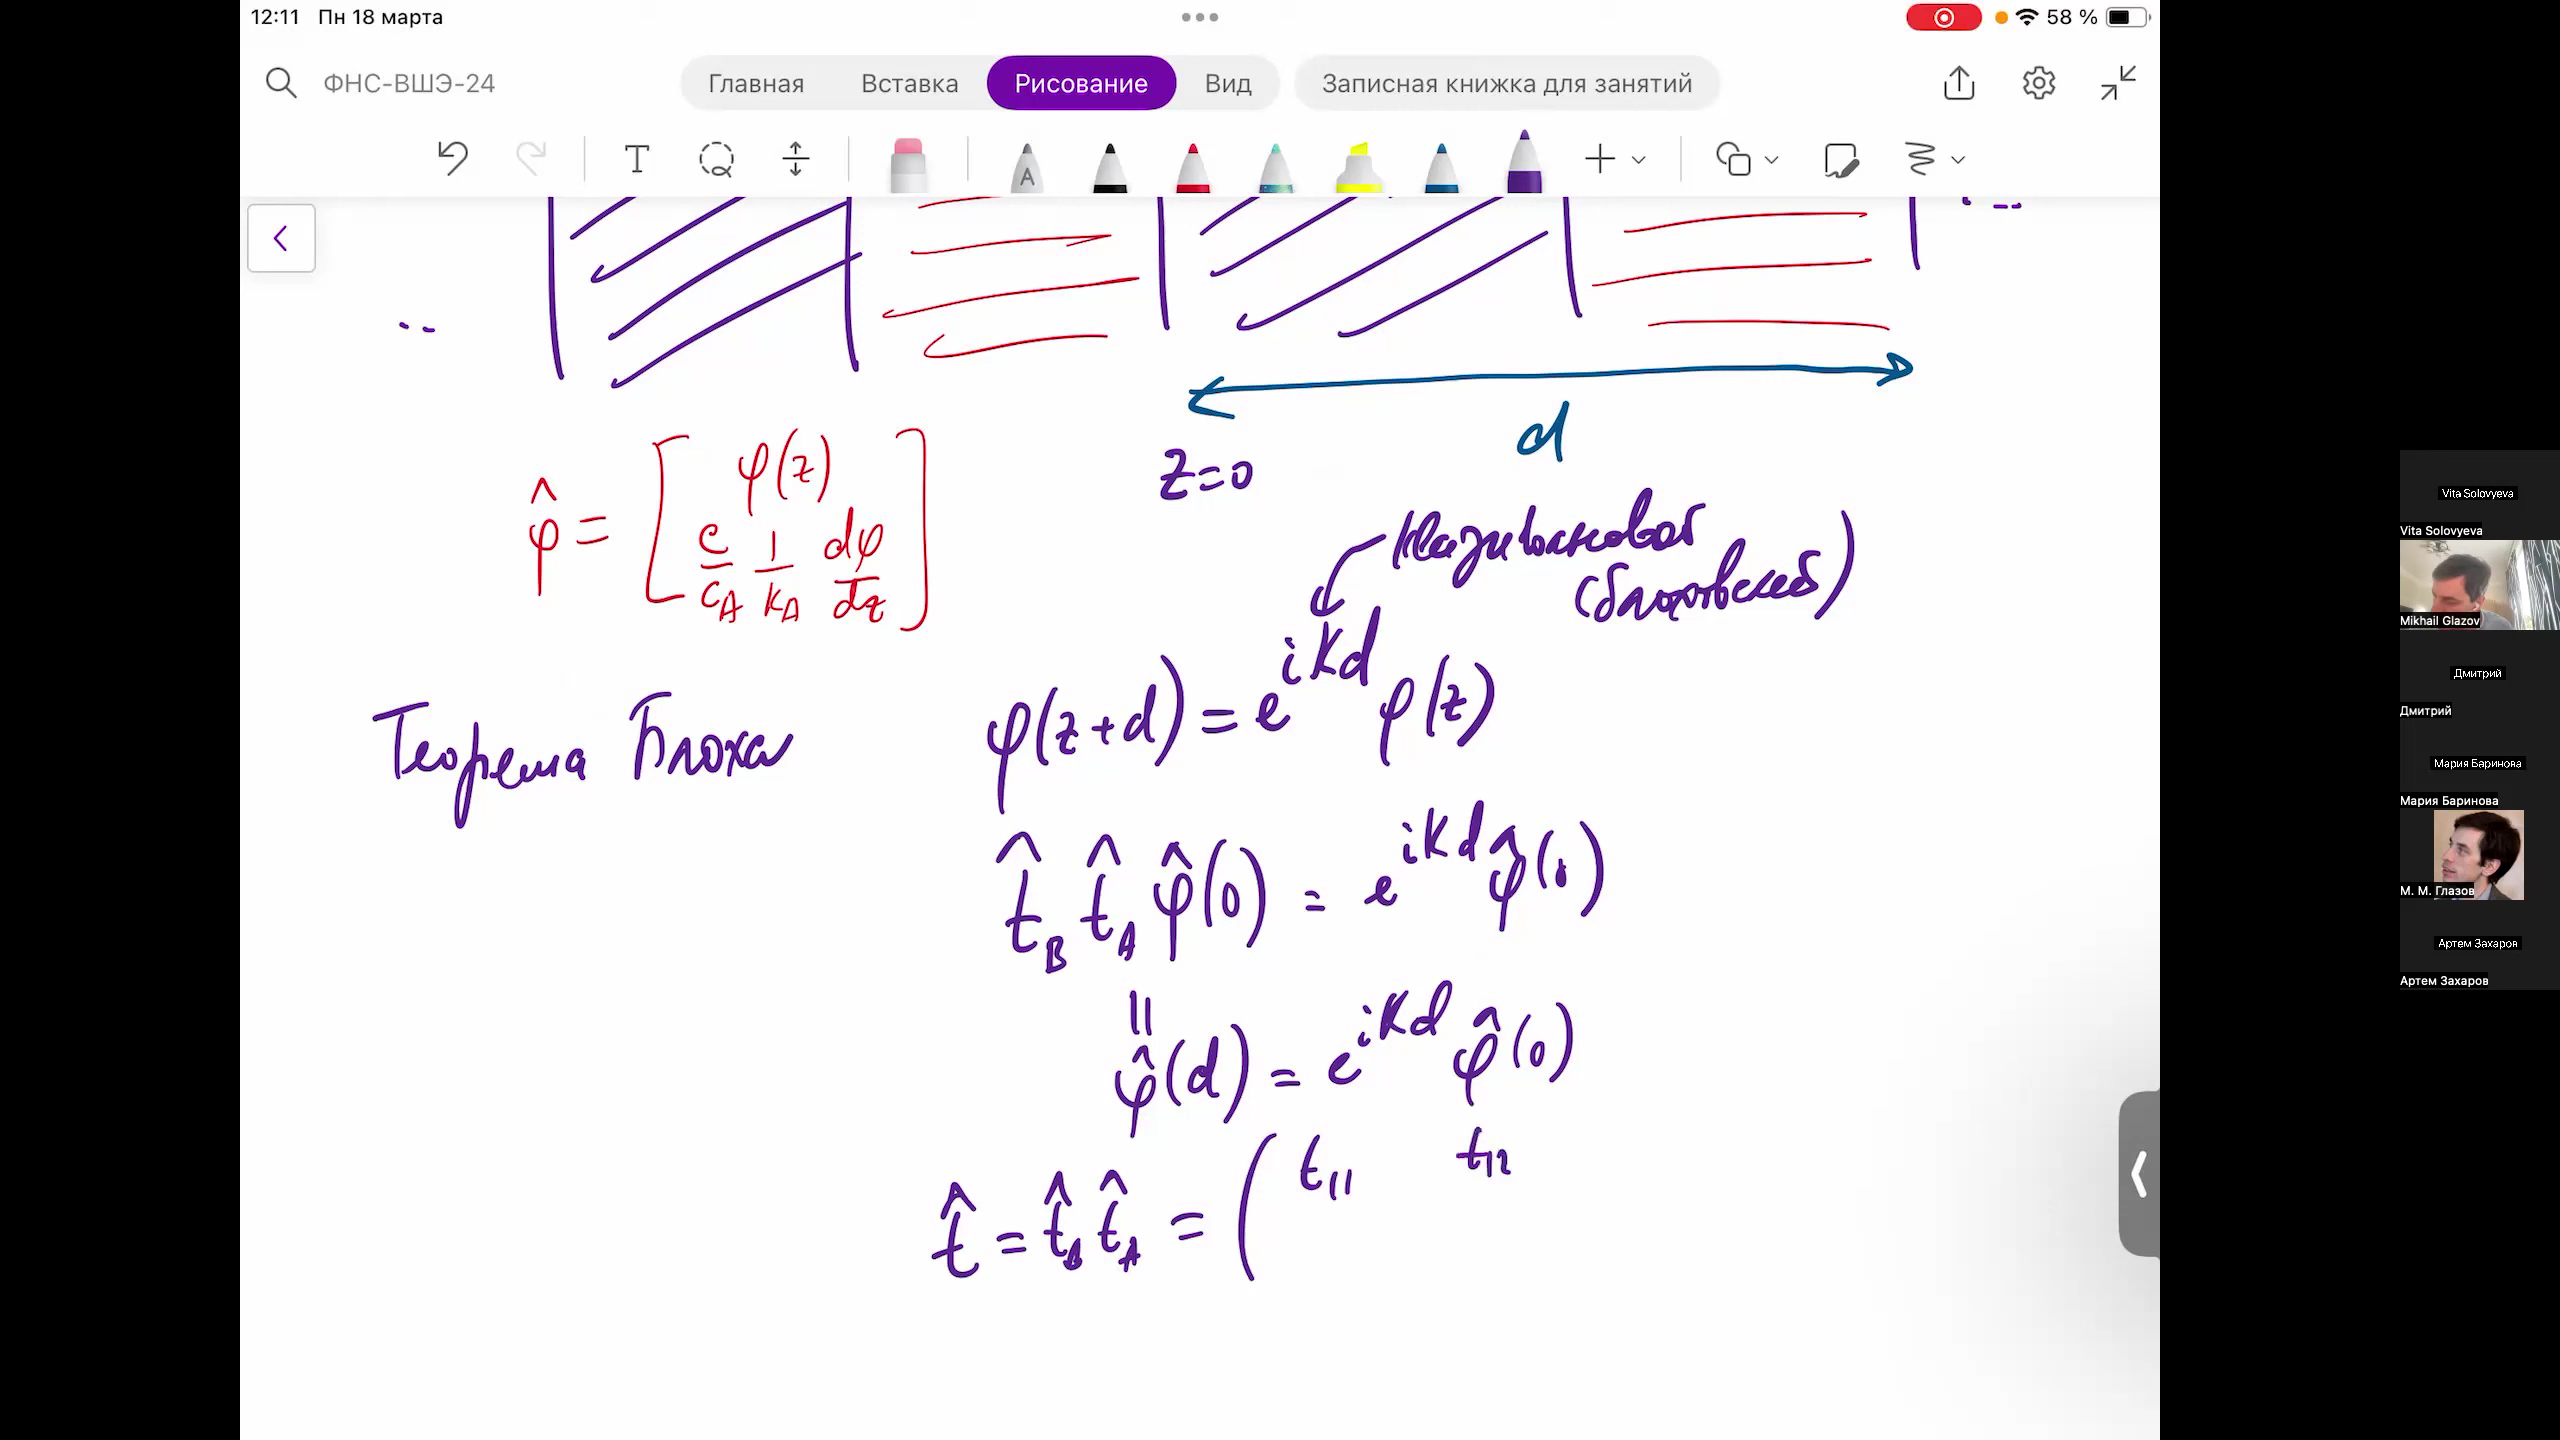 12:11 Пн 18 марта
58 %
ФНС-ВШЭ-24
Главная Вставка Рисование Вид Записная книжка для занятий
T A
d
z=0
φ̂ = [ φ(z)
c/c_A 1/k_A dφ/dz ]
квазиволновой
(блоховский)
Теорема Блоха
φ(z+d) = e^{iKd} φ(z)
t̂_B t̂_A φ̂(0) = e^{iKd} φ̂(0)
||
φ̂(d) = e^{iKd} φ̂(0)
t̂ = t̂_B t̂_A = ( t_11 t_12
Vita Solovyeva
Vita Solovyeva
Mikhail Glazov
Дмитрий
Дмитрий
Мария Баринова
Мария Баринова
М. М. Глазов
Артем Захаров
Артем Захаров